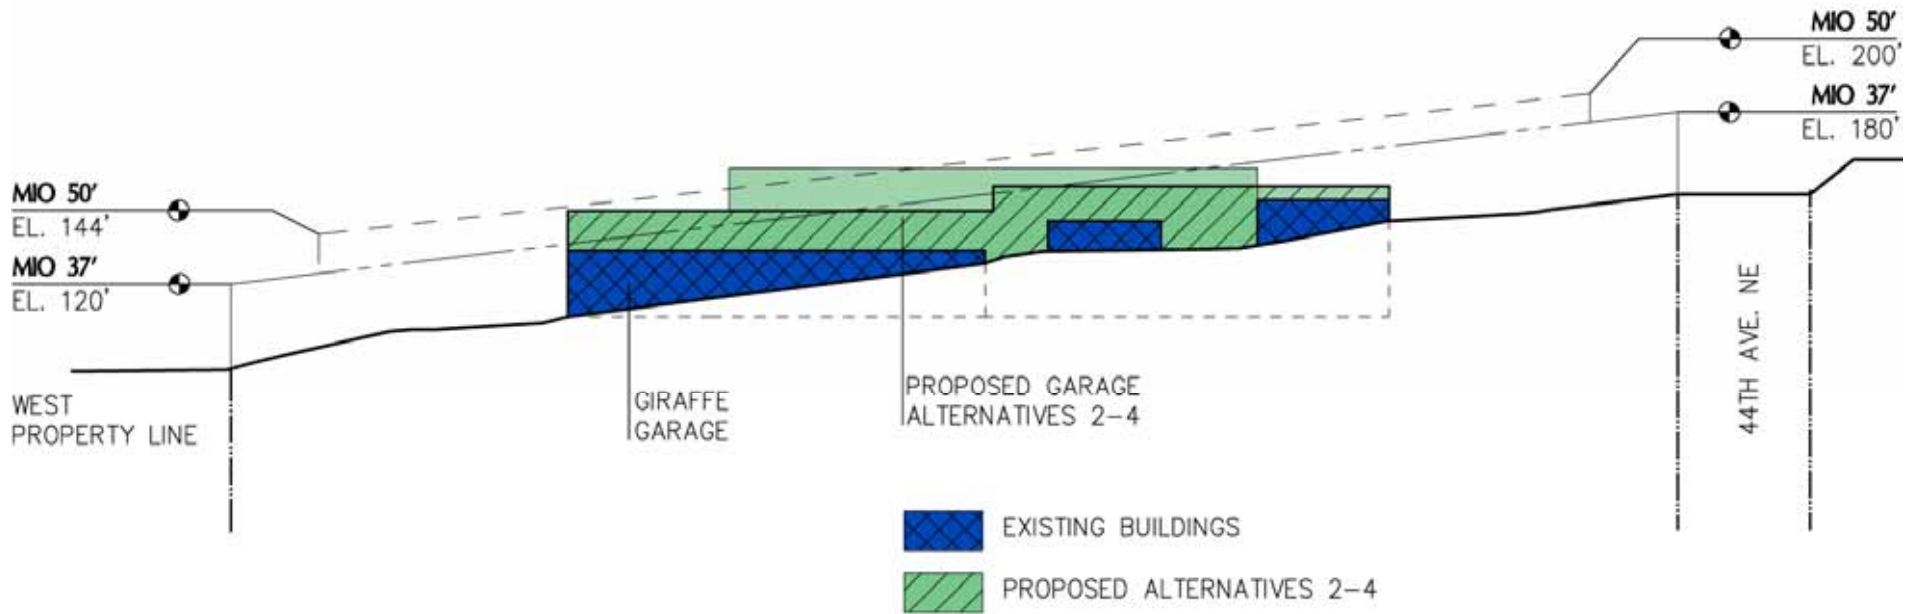 MIO 50'
EL. 200'
MIO 37'
EL. 180'
MIO 50'
EL. 144'
MIO 37'
EL. 120'
WEST
PROPERTY LINE
GIRAFFE
GARAGE
PROPOSED GARAGE
ALTERNATIVES 2-4
44TH AVE. NE
EXISTING BUILDINGS
PROPOSED ALTERNATIVES 2-4